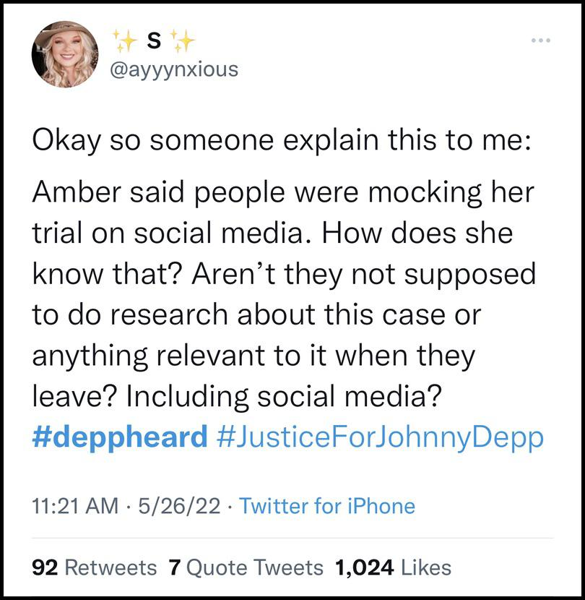 ✨ S ✨
@ayyynxious
Okay so someone explain this to me:
Amber said people were mocking her
trial on social media. How does she
know that? Aren’t they not supposed
to do research about this case or
anything relevant to it when they
leave? Including social media?
#deppheard #JusticeForJohnnyDepp
11:21 AM · 5/26/22 · Twitter for iPhone
92 Retweets 7 Quote Tweets 1,024 Likes